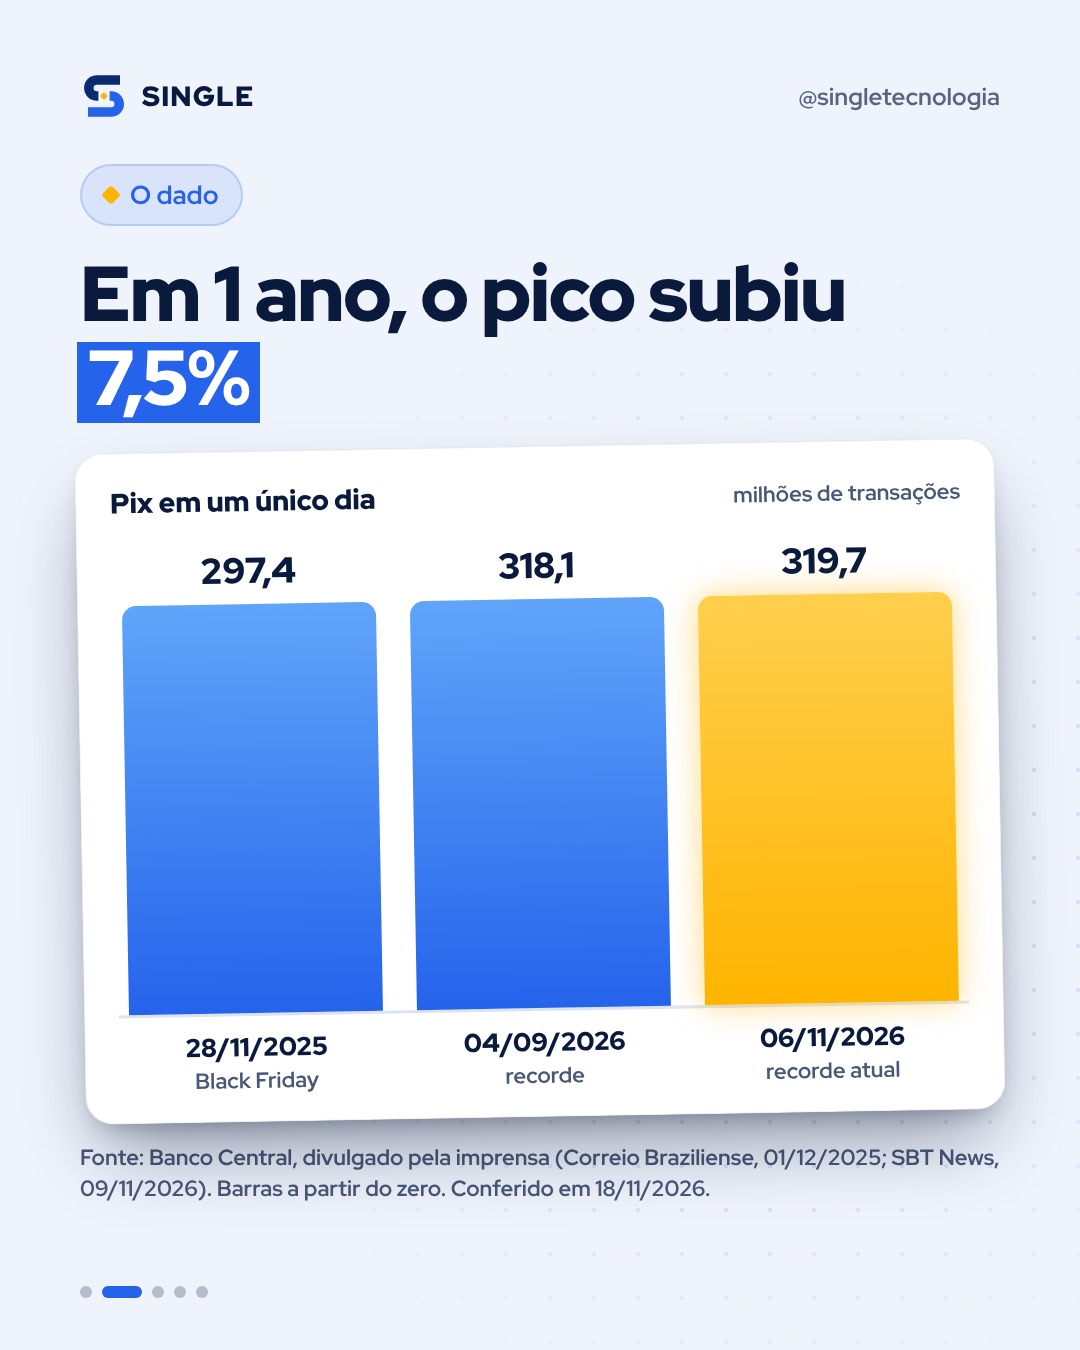 SINGLE
@singletecnologia
O dado
Em 1 ano, o pico subiu
7,5%
Pix em um único dia
milhões de transações
297,4
318,1
319,7
28/11/2025
04/09/2026
06/11/2026
Black Friday
recorde
recorde atual
Fonte: Banco Central, divulgado pela imprensa (Correio Braziliense, 01/12/2025; SBT News,
09/11/2026). Barras a partir do zero. Conferido em 18/11/2026.